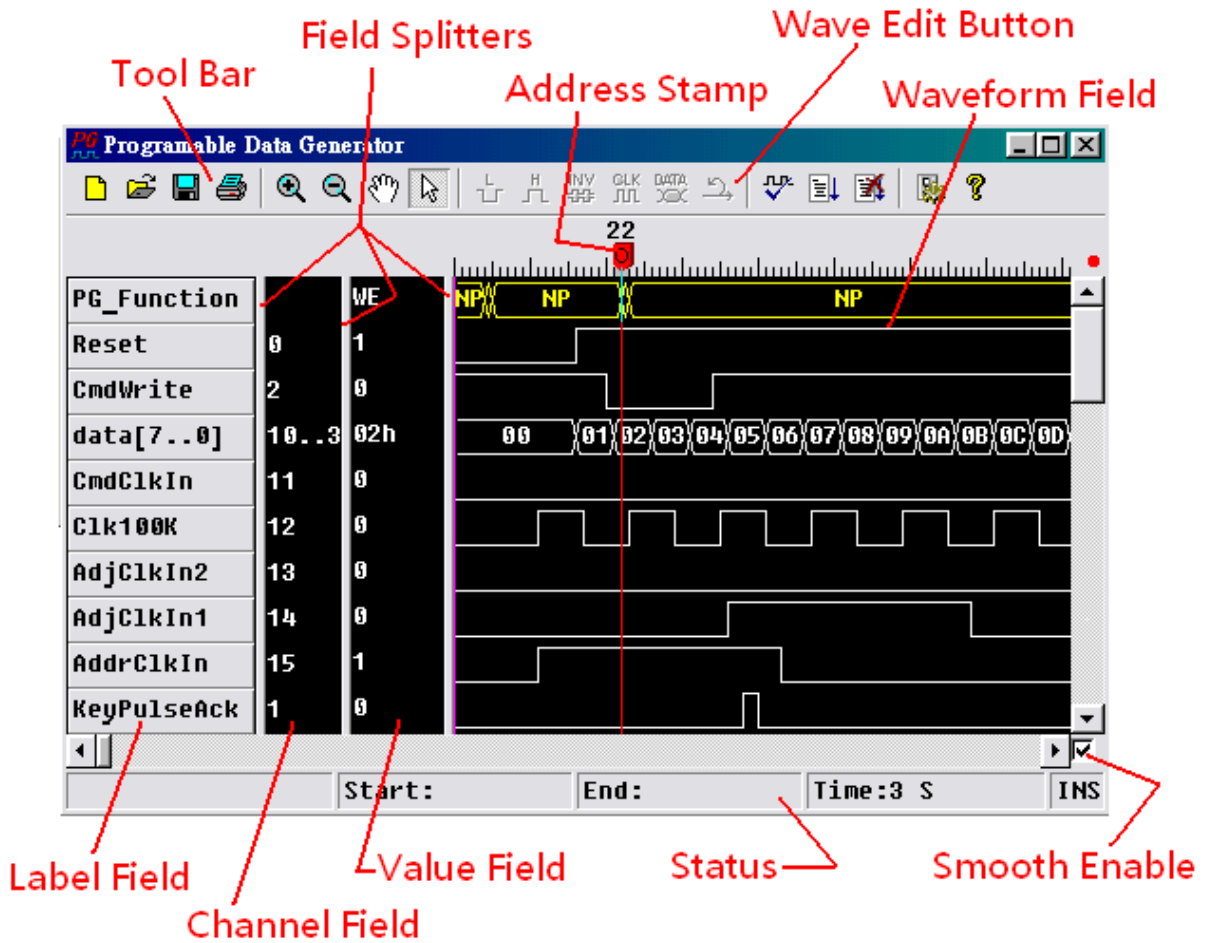 Field Splitters
Wave Edit Button
Tool Bar
Address Stamp
Waveform Field
PG Programable Data Generator
L H INV CLK DATA
22
PG_Function WE NP NP NP
Reset 0 1
CmdWrite 2 0
data[7..0] 10..3 02h 00 01 02 03 04 05 06 07 08 09 0A 0B 0C 0D
CmdClkIn 11 0
Clk100K 12 0
AdjClkIn2 13 0
AdjClkIn1 14 0
AddrClkIn 15 1
KeyPulseAck 1 0
Start: End: Time:3 S INS
Label Field
Value Field
Status
Smooth Enable
Channel Field